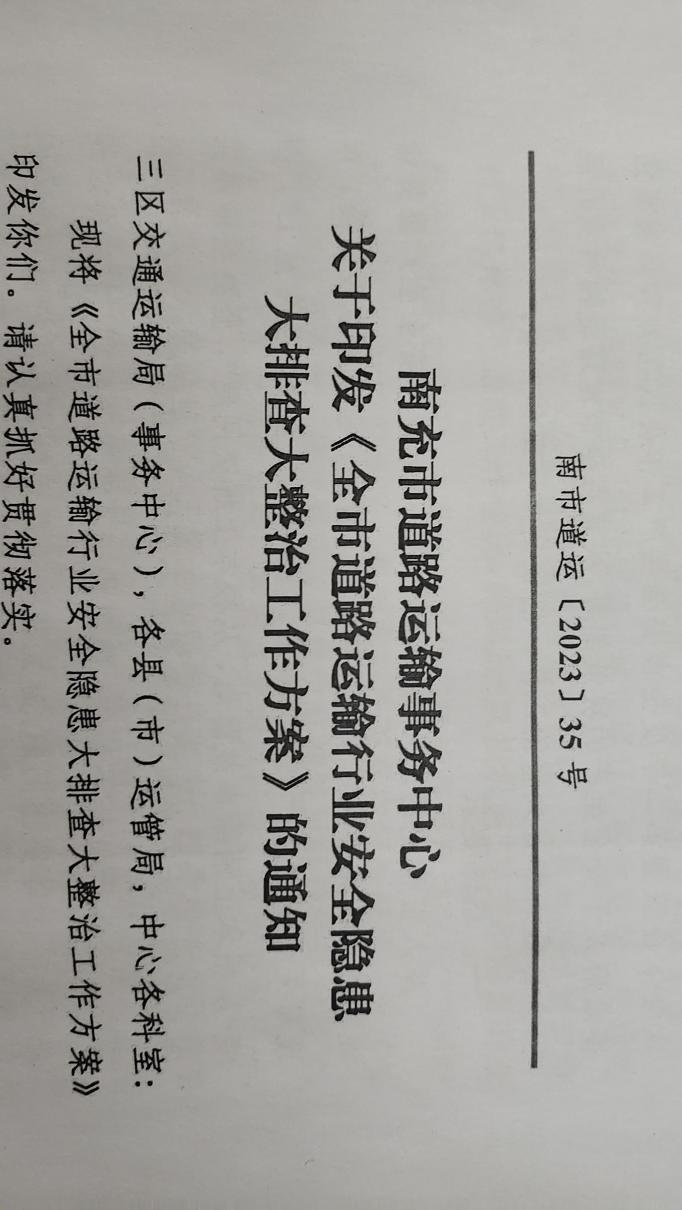 南市道运〔2023〕35号
南充市道路运输事务中心
关于印发《全市道路运输行业安全隐患
大排查大整治工作方案》的通知
三区交通运输局（事务中心），各县（市）运管局，中心各科室：
现将《全市道路运输行业安全隐患大排查大整治工作方案》
印发你们。请认真抓好贯彻落实。